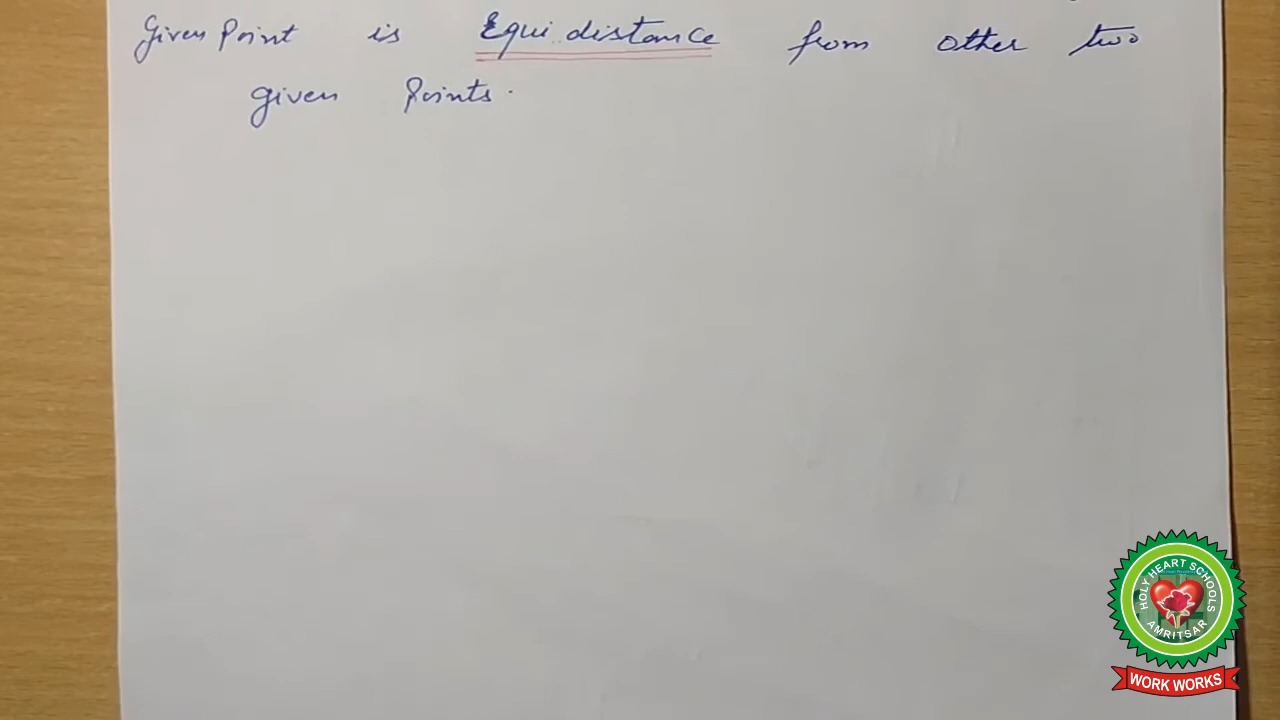 Given Point is Equidistance from other two
given Points.
HOLY HEART SCHOOLS
AMRITSAR
WORK WORKS